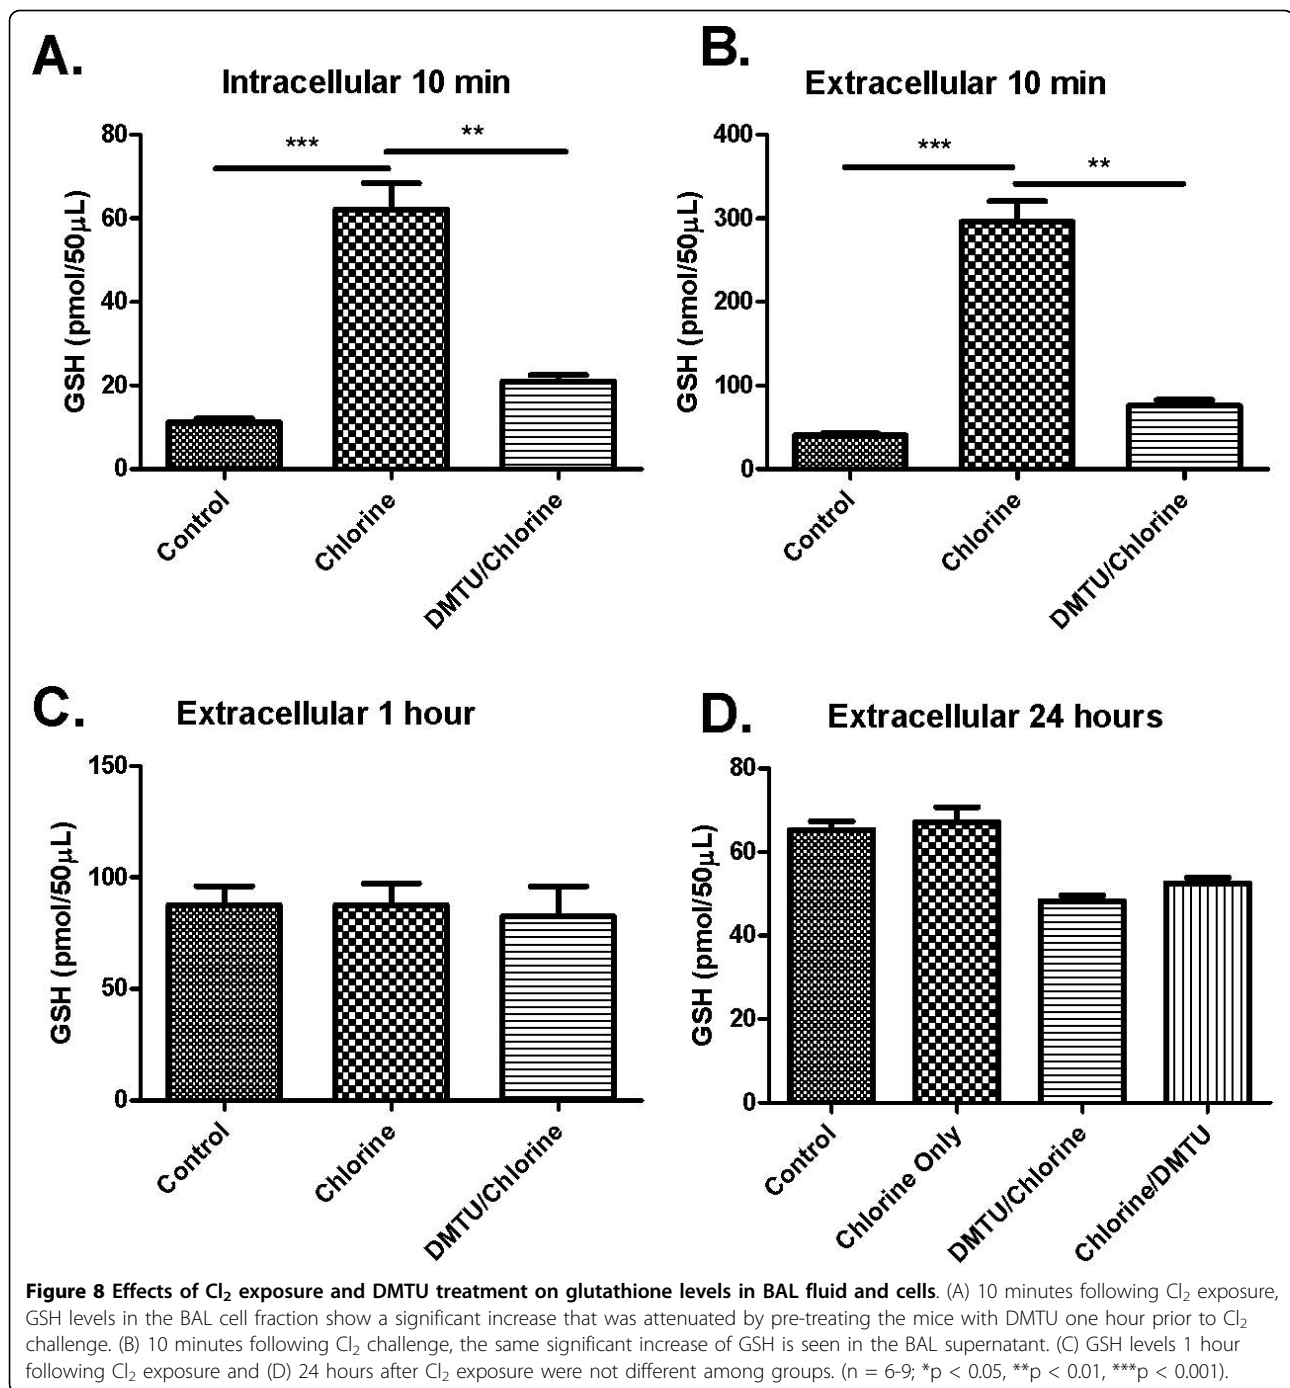 A.
Intracellular 10 min
80
60
40
20
0
GSH (pmol/50µL)
***
**
Control
Chlorine
DMTU/Chlorine
B.
Extracellular 10 min
400
300
200
100
0
GSH (pmol/50µL)
***
**
Control
Chlorine
DMTU/Chlorine
C.
Extracellular 1 hour
150
100
50
0
GSH (pmol/50µL)
Control
Chlorine
DMTU/Chlorine
D.
Extracellular 24 hours
80
60
40
20
0
GSH (pmol/50µL)
Control
Chlorine Only
DMTU/Chlorine
Chlorine/DMTU
Figure 8 Effects of Cl₂ exposure and DMTU treatment on glutathione levels in BAL fluid and cells. (A) 10 minutes following Cl₂ exposure,
GSH levels in the BAL cell fraction show a significant increase that was attenuated by pre-treating the mice with DMTU one hour prior to Cl₂
challenge. (B) 10 minutes following Cl₂ challenge, the same significant increase of GSH is seen in the BAL supernatant. (C) GSH levels 1 hour
following Cl₂ exposure and (D) 24 hours after Cl₂ exposure were not different among groups. (n = 6-9; *p < 0.05, **p < 0.01, ***p < 0.001).